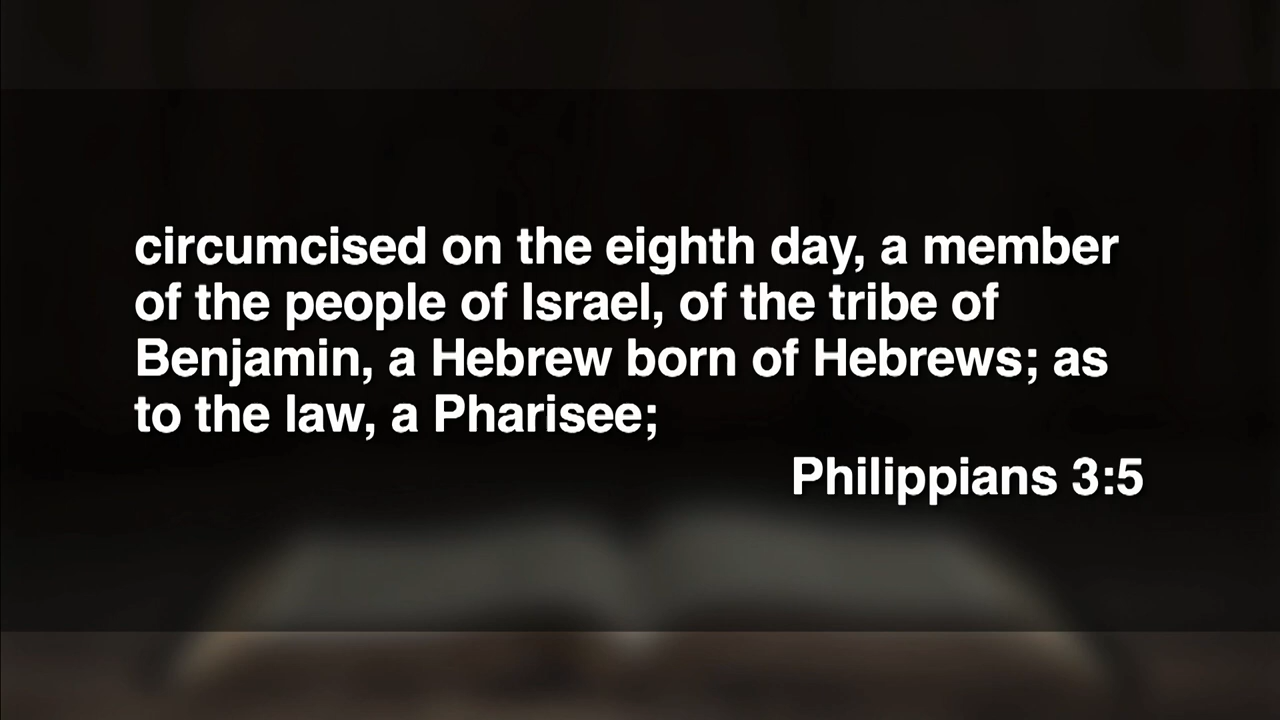 circumcised on the eighth day, a member
of the people of Israel, of the tribe of
Benjamin, a Hebrew born of Hebrews; as
to the law, a Pharisee;
Philippians 3:5